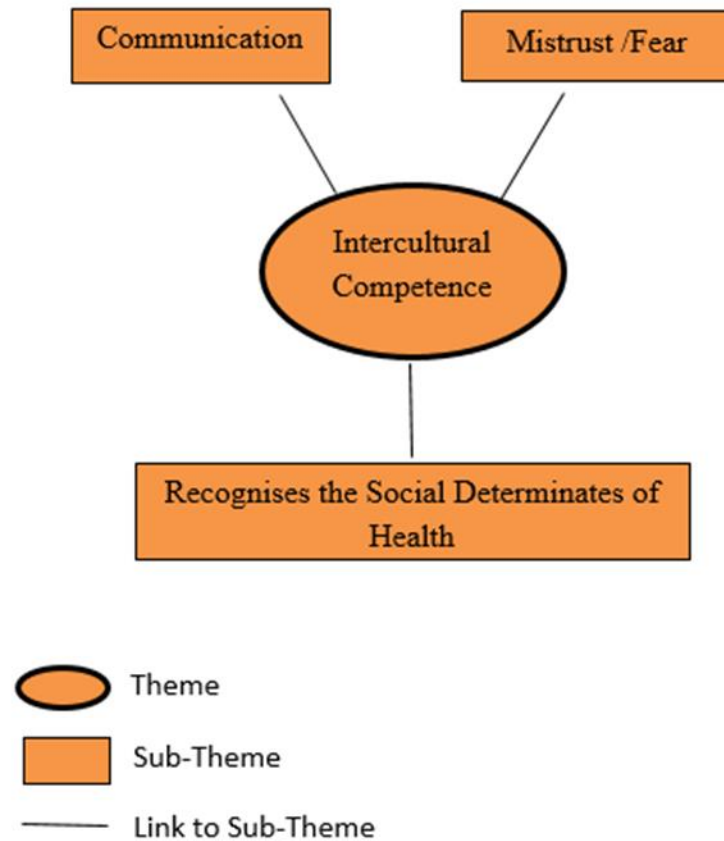 Communication
Mistrust /Fear
Intercultural
Competence
Recognises the Social Determinates of
Health
Theme
Sub-Theme
Link to Sub-Theme